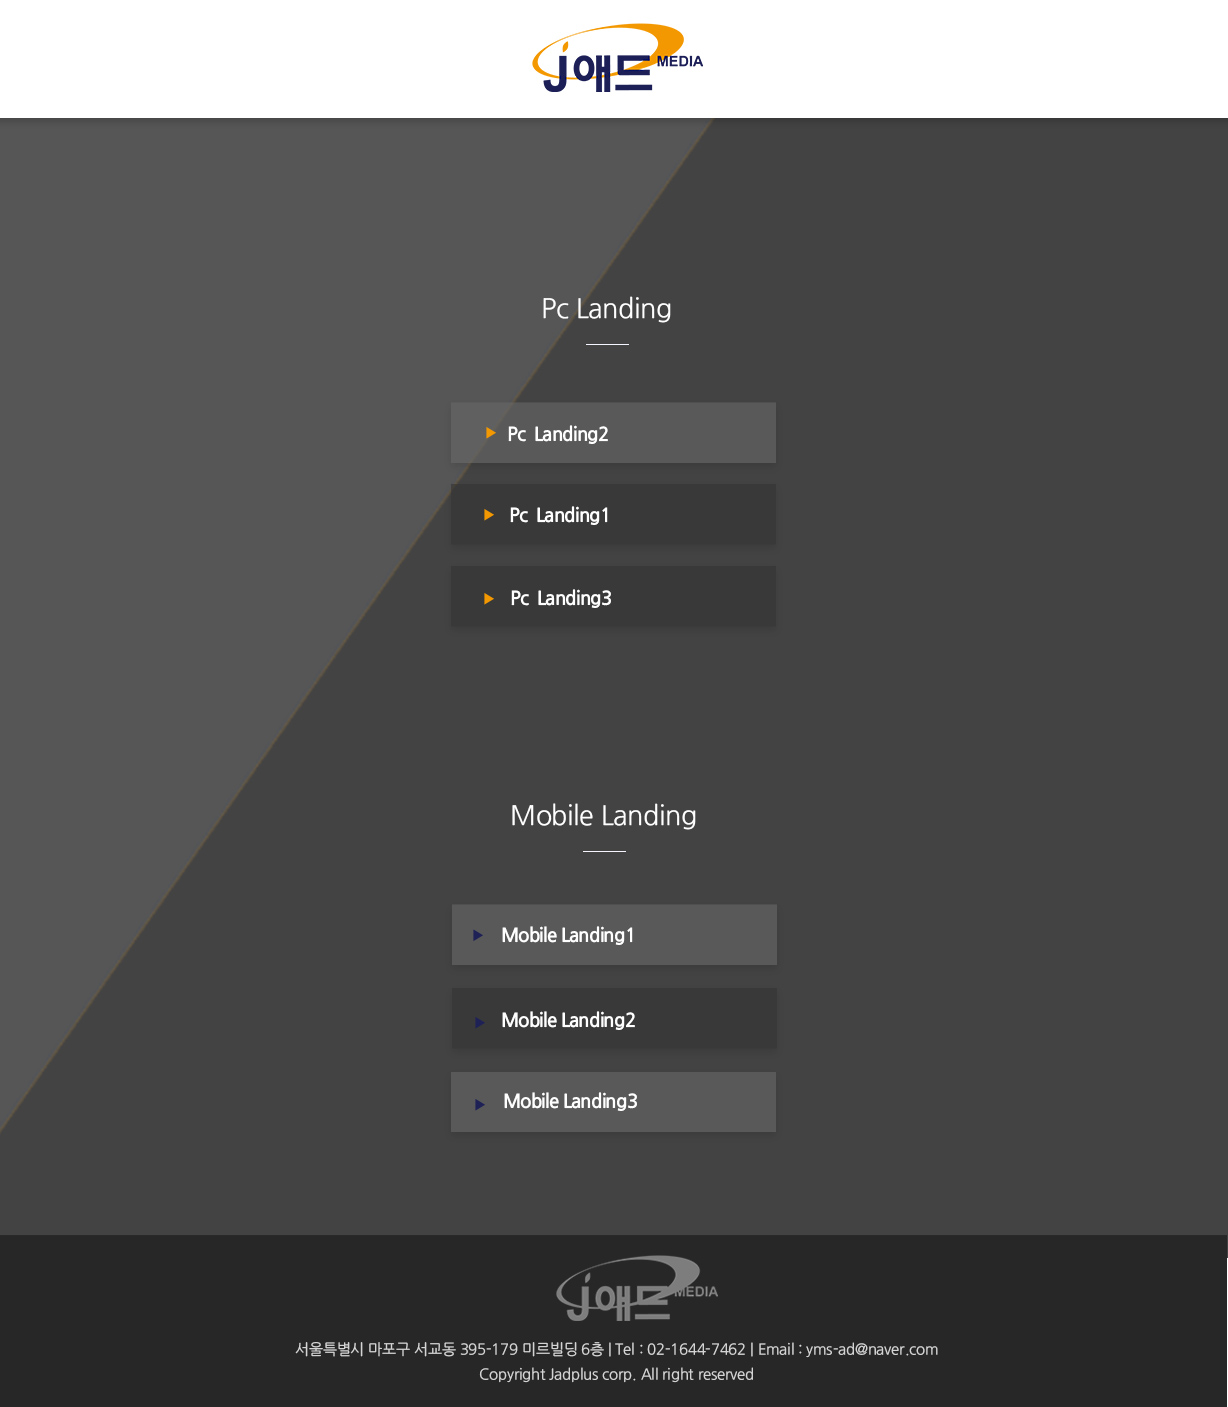 J애드 MEDIA
Pc Landing
Pc Landing2
Pc Landing1
Pc Landing3
Mobile Landing
Mobile Landing1
Mobile Landing2
Mobile Landing3
J애드 MEDIA
서울특별시 마포구 서교동 395-179 미르빌딩 6층 | Tel : 02-1644-7462 | Email : yms-ad@naver.com
Copyright Jadplus corp. All right reserved